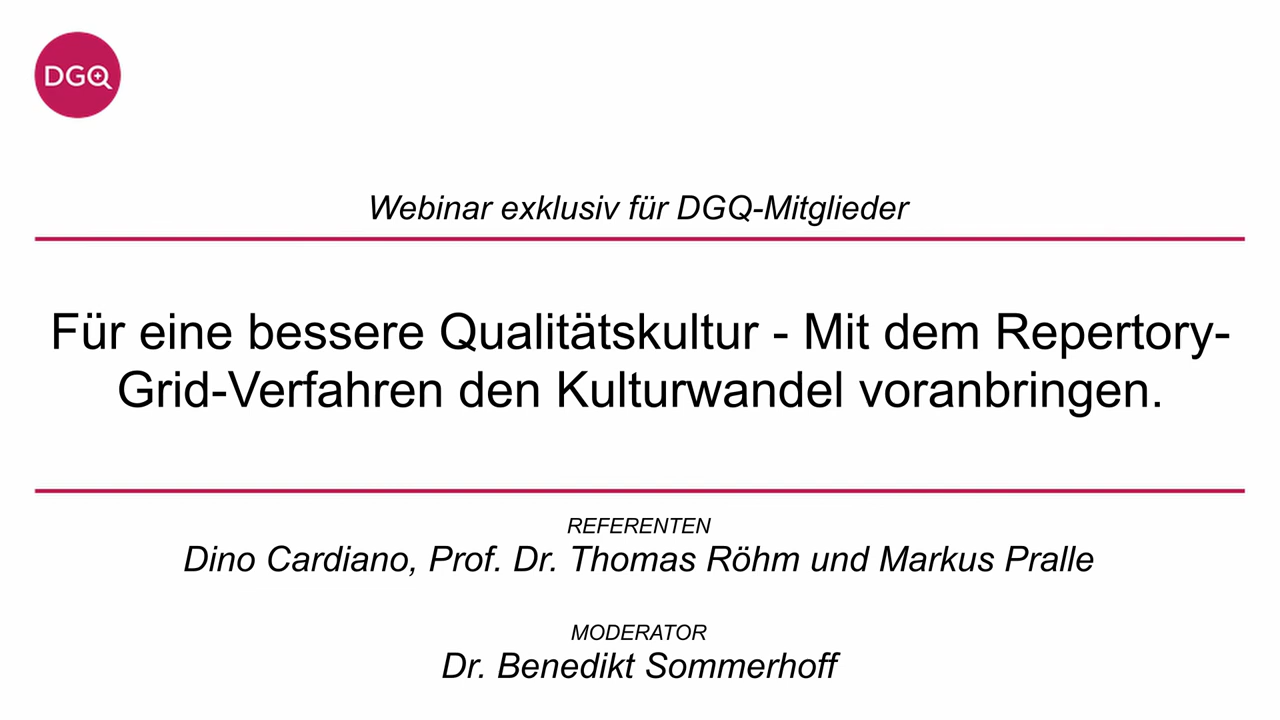 DGQ
Webinar exklusiv für DGQ-Mitglieder
Für eine bessere Qualitätskultur - Mit dem Repertory-
Grid-Verfahren den Kulturwandel voranbringen.
REFERENTEN
Dino Cardiano, Prof. Dr. Thomas Röhm und Markus Pralle
MODERATOR
Dr. Benedikt Sommerhoff